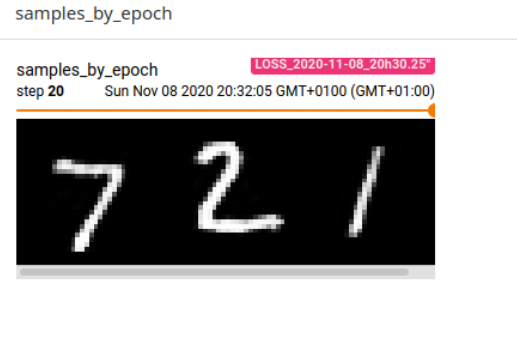 samples_by_epoch
samples_by_epoch
LOSS_2020-11-08_20h30.25"
step 20 Sun Nov 08 2020 20:32:05 GMT+0100 (GMT+01:00)
7 2 1